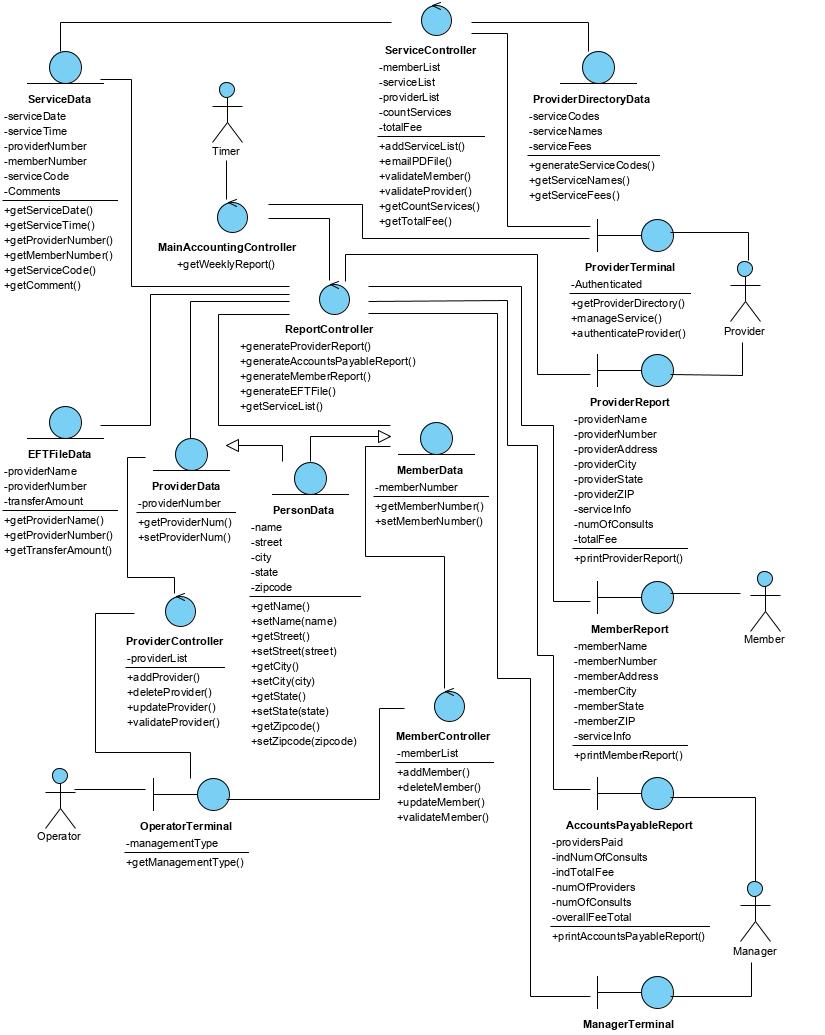 ServiceController
-memberList
-serviceList
-providerList
-countServices
-totalFee
+addServiceList()
+emailPDFile()
+validateMember()
+validateProvider()
+getCountServices()
+getTotalFee()
ServiceData
-serviceDate
-serviceTime
-providerNumber
-memberNumber
-serviceCode
-Comments
+getServiceDate()
+getServiceTime()
+getProviderNumber()
+getMemberNumber()
+getServiceCode()
+getComment()
ProviderDirectoryData
-serviceCodes
-serviceNames
-serviceFees
+generateServiceCodes()
+getServiceNames()
+getServiceFees()
Timer
MainAccountingController
+getWeeklyReport()
ProviderTerminal
-Authenticated
+getProviderDirectory()
+manageService()
+authenticateProvider()
Provider
ReportController
+generateProviderReport()
+generateAccountsPayableReport()
+generateMemberReport()
+generateEFTFile()
+getServiceList()
ProviderReport
-providerName
-providerNumber
-providerAddress
-providerCity
-providerState
-providerZIP
-serviceInfo
-numOfConsults
-totalFee
+printProviderReport()
EFTFileData
-providerName
-providerNumber
-transferAmount
+getProviderName()
+getProviderNumber()
+getTransferAmount()
ProviderData
-providerNumber
+getProviderNum()
+setProviderNum()
PersonData
-name
-street
-city
-state
-zipcode
+getName()
+setName(name)
+getStreet()
+setStreet(street)
+getCity()
+setCity(city)
+getState()
+setState(state)
+getZipcode()
+setZipcode(zipcode)
MemberData
-memberNumber
+getMemberNumber()
+setMemberNumber()
ProviderController
-providerList
+addProvider()
+deleteProvider()
+updateProvider()
+validateProvider()
MemberReport
-memberName
-memberNumber
-memberAddress
-memberCity
-memberState
-memberZIP
-serviceInfo
+printMemberReport()
Member
MemberController
-memberList
+addMember()
+deleteMember()
+updateMember()
+validateMember()
Operator
OperatorTerminal
-managementType
+getManagementType()
AccountsPayableReport
-providersPaid
-indNumOfConsults
-indTotalFee
-numOfProviders
-numOfConsults
-overallFeeTotal
+printAccountsPayableReport()
Manager
ManagerTerminal